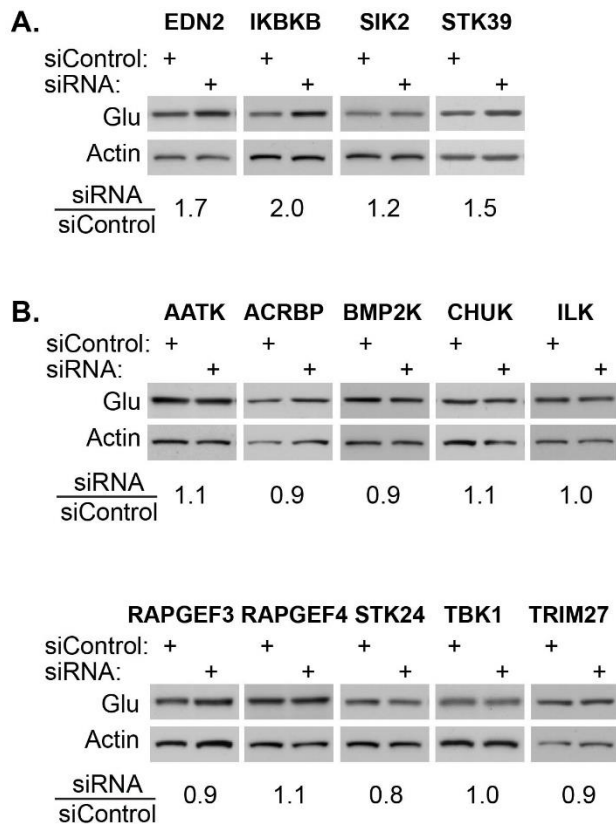 A.
EDN2 IKBKB SIK2 STK39
siControl: + + + +
siRNA: + + + +
Glu
Actin
siRNA
siControl
1.7 2.0 1.2 1.5
B.
AATK ACRBP BMP2K CHUK ILK
siControl: + + + + +
siRNA: + + + + +
Glu
Actin
siRNA
siControl
1.1 0.9 0.9 1.1 1.0
RAPGEF3 RAPGEF4 STK24 TBK1 TRIM27
siControl: + + + + +
siRNA: + + + + +
Glu
Actin
siRNA
siControl
0.9 1.1 0.8 1.0 0.9